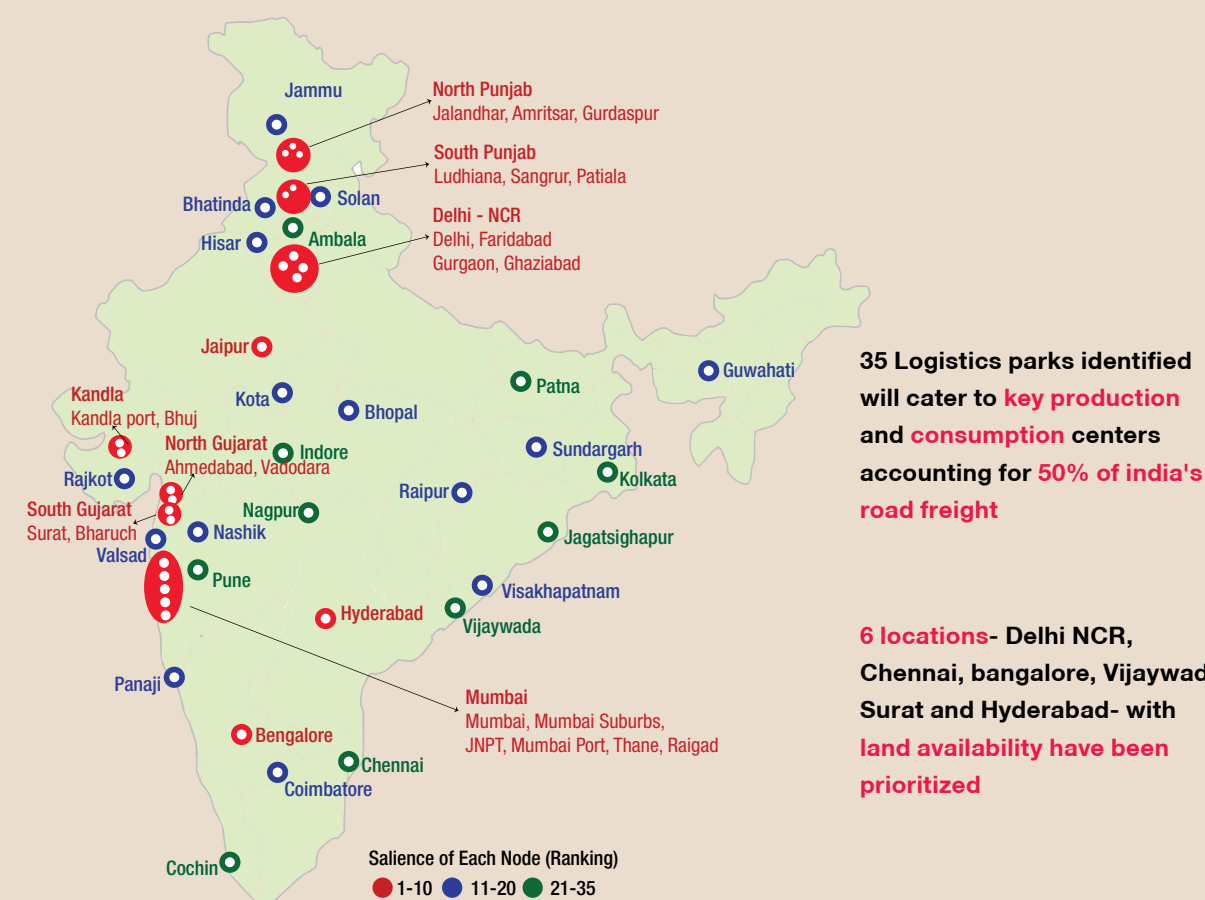 Jammu
North Punjab
Jalandhar, Amritsar, Gurdaspur
South Punjab
Ludhiana, Sangrur, Patiala
Bhatinda
Solan
Delhi - NCR
Delhi, Faridabad
Gurgaon, Ghaziabad
Hisar
Ambala
Jaipur
Guwahati
Patna
Kota
Bhopal
Kandla
Kandla port, Bhuj
North Gujarat
Ahmedabad, Vadodara
Indore
Sundargarh
Rajkot
Kolkata
Raipur
South Gujarat
Surat, Bharuch
Nagpur
Nashik
Jagatsighapur
Valsad
Pune
Visakhapatnam
Hyderabad
Vijaywada
Panaji
Mumbai
Mumbai, Mumbai Suburbs,
JNPT, Mumbai Port, Thane, Raigad
Bengalore
Chennai
Coimbatore
Cochin
Salience of Each Node (Ranking)
1-10 11-20 21-35
35 Logistics parks identified
will cater to key production
and consumption centers
accounting for 50% of india's
road freight
6 locations- Delhi NCR,
Chennai, bangalore, Vijaywad
Surat and Hyderabad- with
land availability have been
prioritized